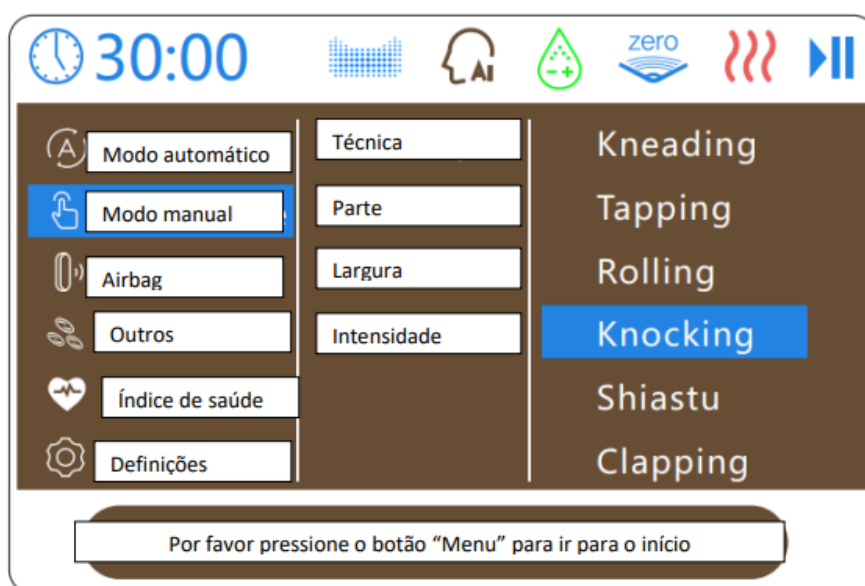 30:00
AI
zero
Modo automático
Modo manual
Airbag
Outros
Índice de saúde
Definições
Técnica
Parte
Largura
Intensidade
Kneading
Tapping
Rolling
Knocking
Shiastu
Clapping
Por favor pressione o botão “Menu” para ir para o início